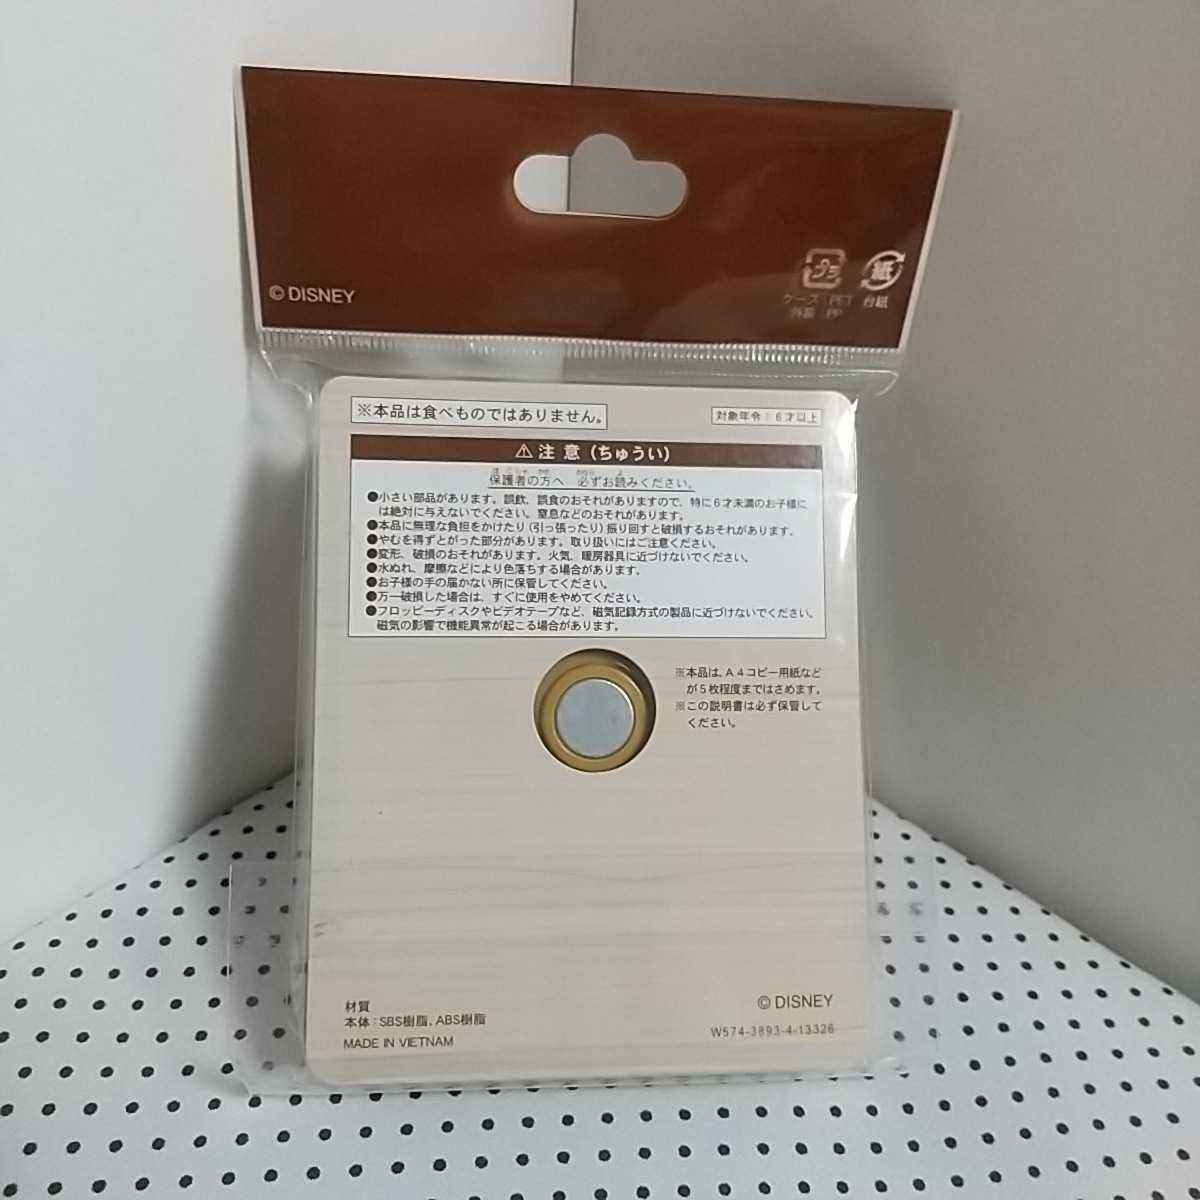 ©DISNEY
プラ
紙
ケース：PET
台紙
外装：PP
※本品は食べものではありません。
対象年令：6才以上
⚠注意(ちゅうい)
保護者の方へ 必ずお読みください。
●小さい部品があります。誤飲、誤食のおそれがありますので、特に6才未満のお子様に
は絶対に与えないでください。窒息などのおそれがあります。
●本品に無理な負担をかけたり(引っ張ったり)振り回すと破損するおそれがあります。
●やむを得ずとがった部分があります。取り扱いにはご注意ください。
●変形、破損のおそれがあります。火気、暖房器具に近づけないでください。
●水ぬれ、摩擦などにより色落ちする場合があります。
●お子様の手の届かない所に保管してください。
●万一破損した場合は、すぐに使用をやめてください。
●フロッピーディスクやビデオテープなど、磁気記録方式の製品に近づけないでください。
磁気の影響で機能異常が起こる場合があります。
※本品は、A4コピー用紙など
が5枚程度まではさめます。
※この説明書は必ず保管して
ください。
材質
本体：SBS樹脂、ABS樹脂
MADE IN VIETNAM
©DISNEY
W574-3893-4-13326